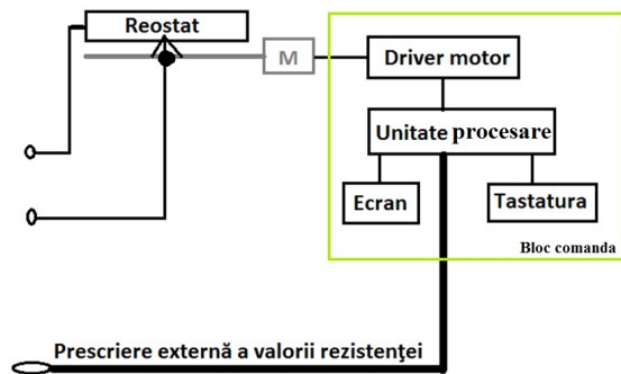 Reostat
M
Driver motor
Unitate procesare
Ecran
Tastatura
Bloc comanda
Prescriere externă a valorii rezistenţei